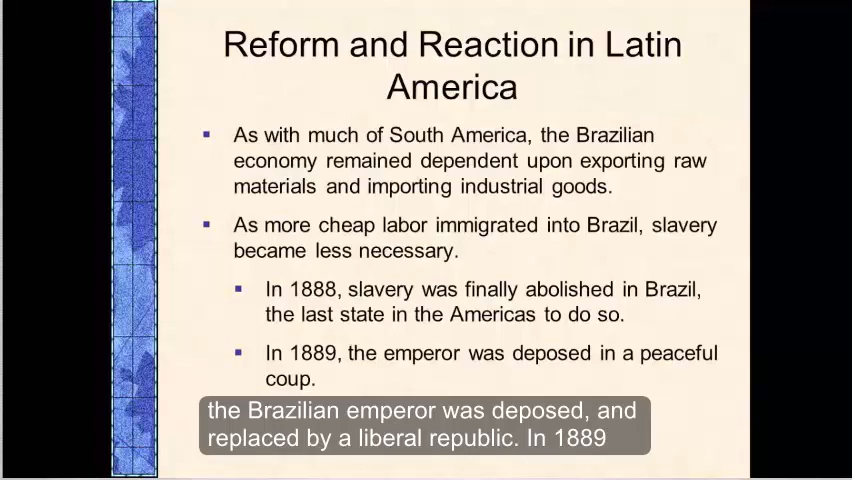 Reform and Reaction in Latin
America
▪ As with much of South America, the Brazilian
economy remained dependent upon exporting raw
materials and importing industrial goods.
▪ As more cheap labor immigrated into Brazil, slavery
became less necessary.
▪ In 1888, slavery was finally abolished in Brazil,
the last state in the Americas to do so.
▪ In 1889, the emperor was deposed in a peaceful
coup.
the Brazilian emperor was deposed, and
replaced by a liberal republic. In 1889